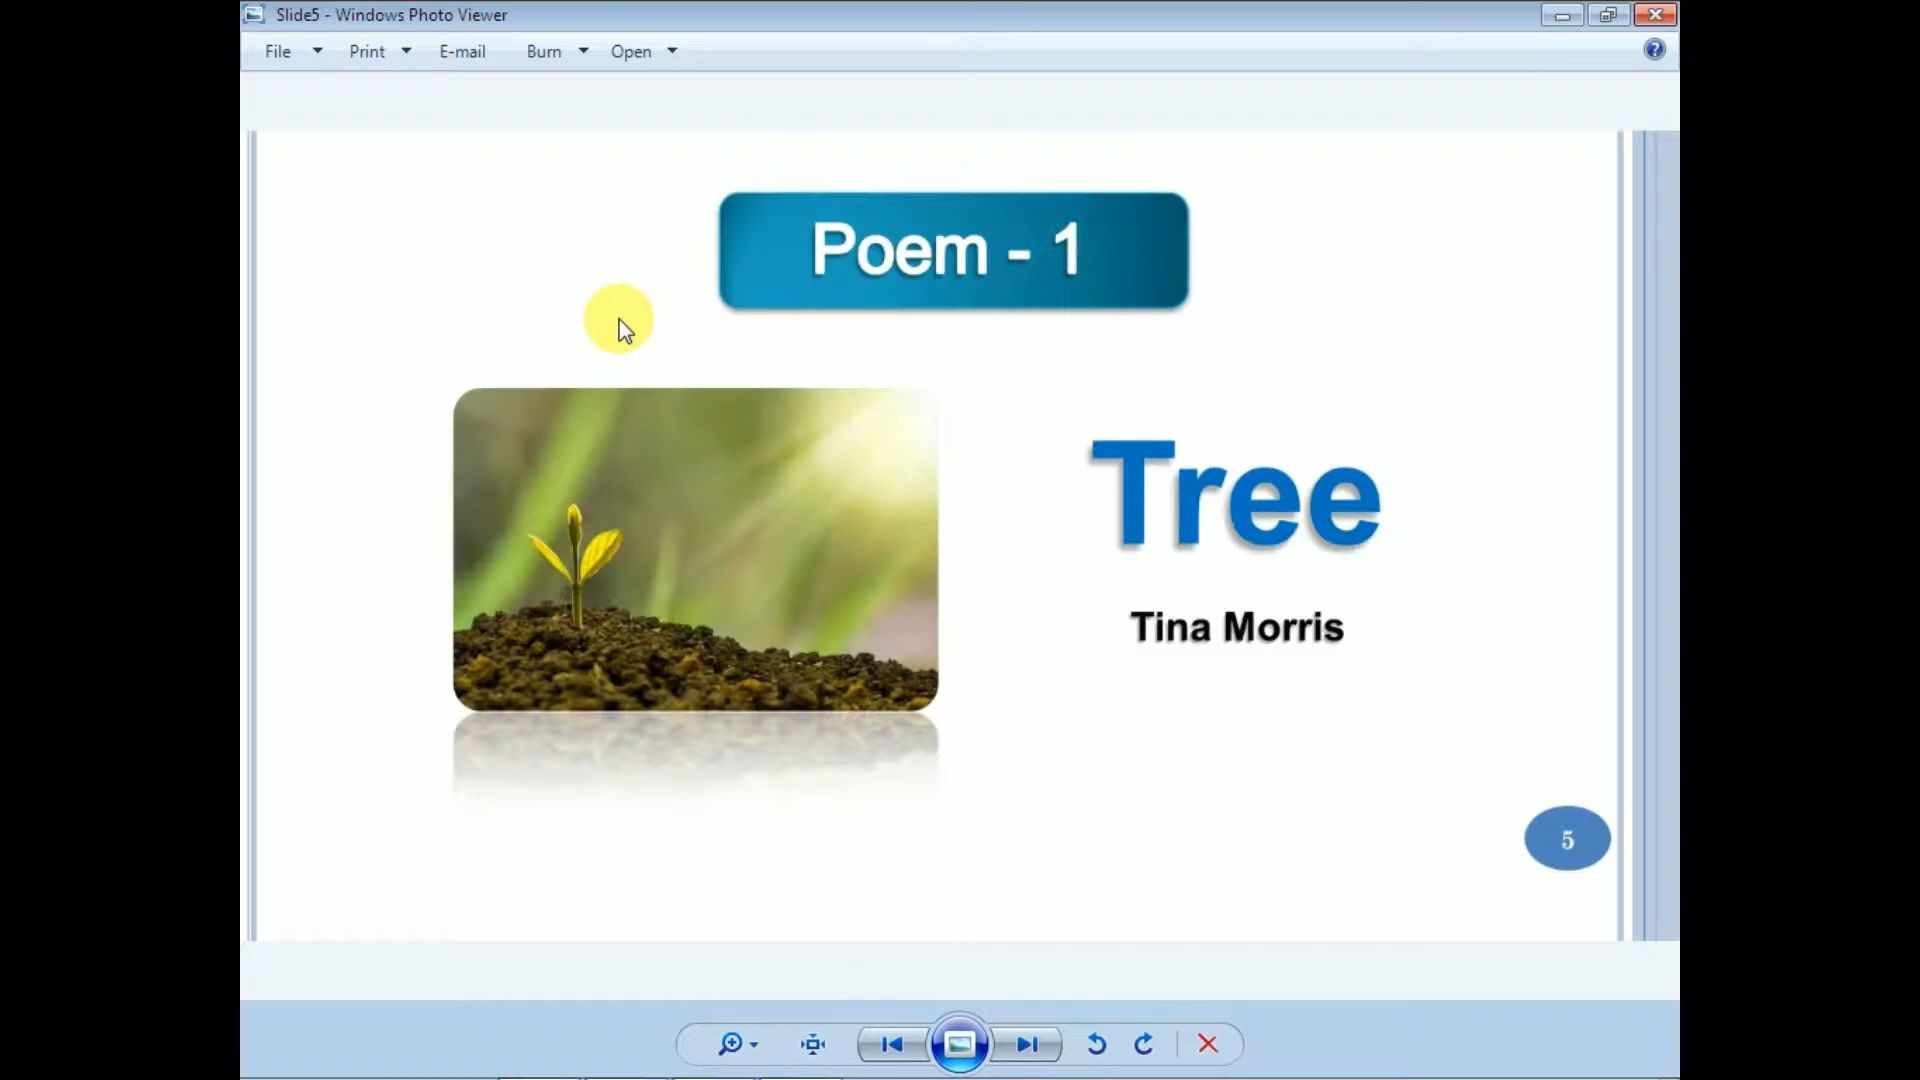 Slide5 - Windows Photo Viewer
File Print E-mail Burn Open
Poem - 1
Tree
Tina Morris
5